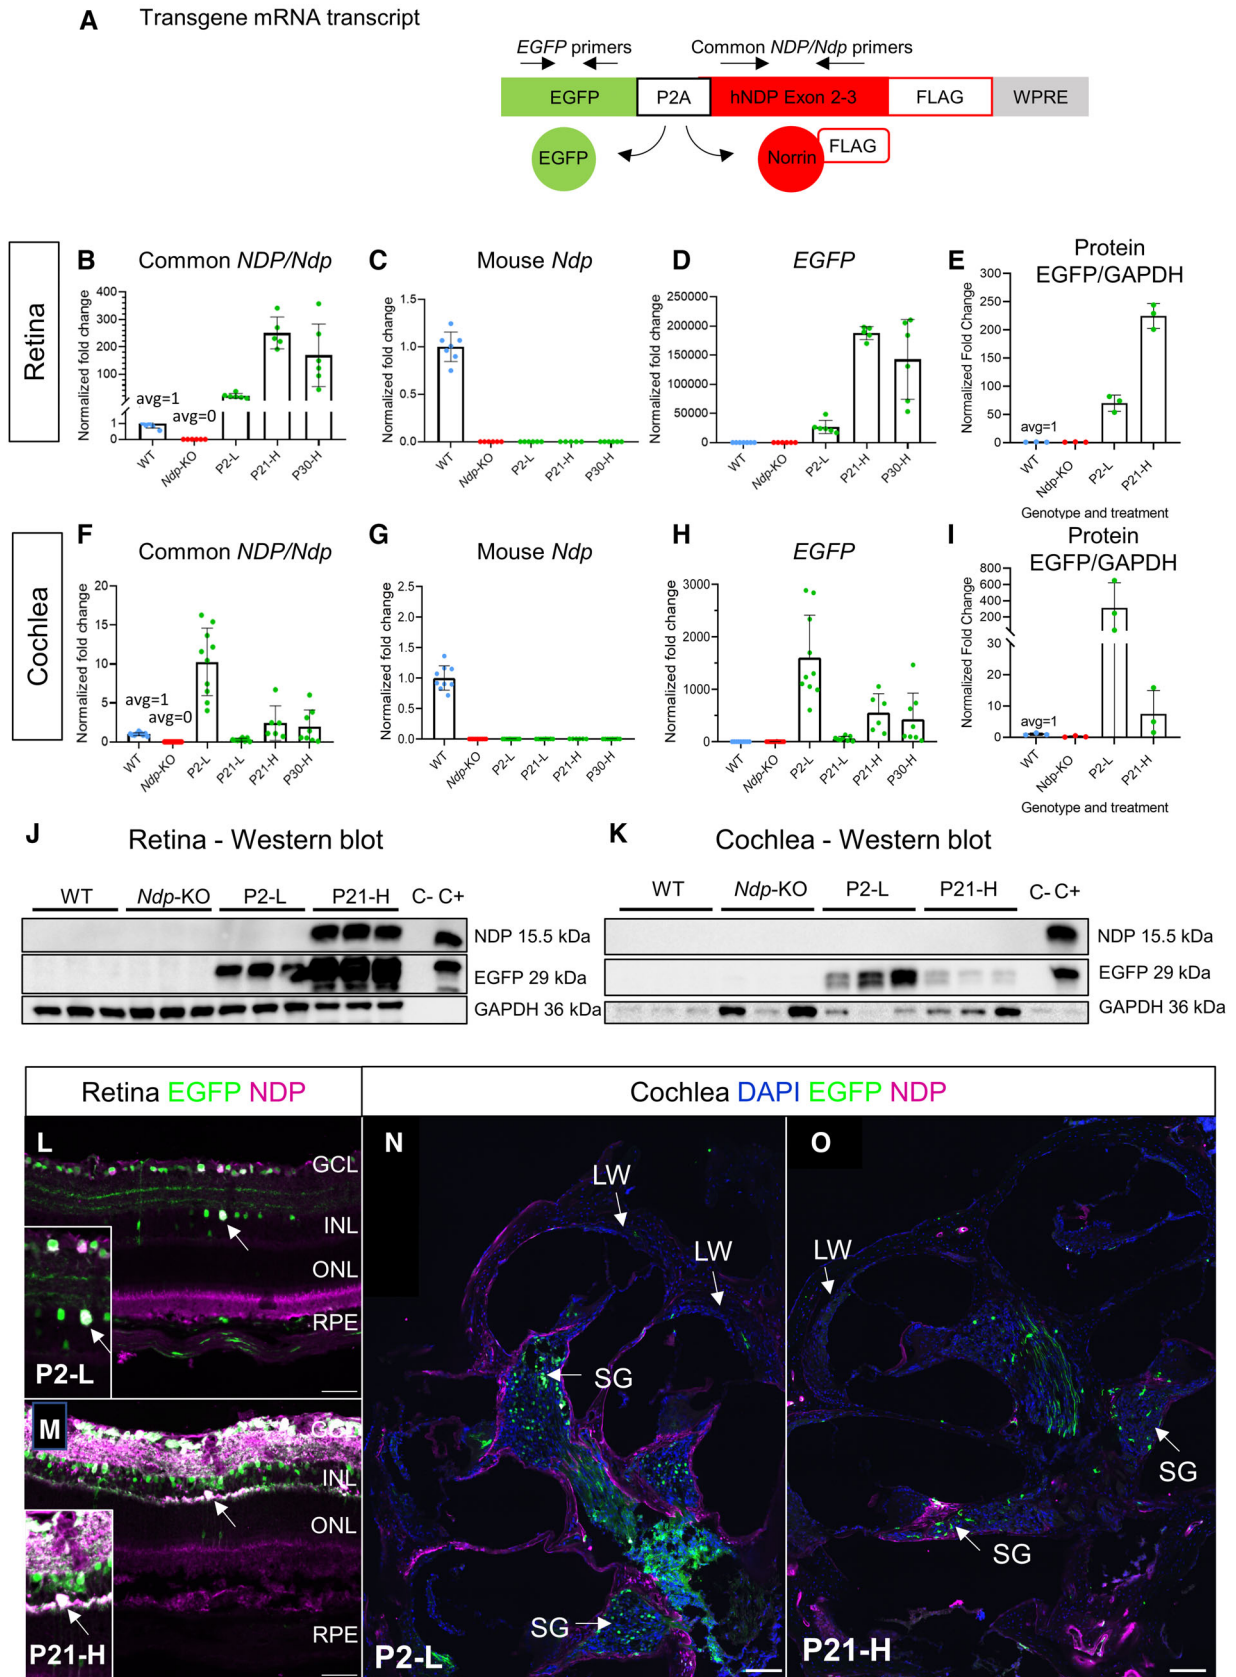 A Transgene mRNA transcript
EGFP primers
Common NDP/Ndp primers
EGFP P2A hNDP Exon 2-3 FLAG WPRE
EGFP Norrin FLAG
Retina
B Common NDP/Ndp
Normalized fold change
400
300
200
100
1
0
avg=1
avg=0
WT Ndp-KO P2-L P21-H P30-H
C Mouse Ndp
Normalized fold change
1.5
1.0
0.5
0.0
WT Ndp-KO P2-L P21-H P30-H
D EGFP
Normalized fold change
250000
200000
150000
100000
50000
0
WT Ndp-KO P2-L P21-H P30-H
E Protein
EGFP/GAPDH
Normalized Fold Change
300
250
200
150
100
50
0
avg=1
WT Ndp-KO P2-L P21-H
Genotype and treatment
Cochlea
F Common NDP/Ndp
Normalized fold change
20
15
10
5
0
avg=1
avg=0
WT Ndp-KO P2-L P21-L P21-H P30-H
G Mouse Ndp
Normalized fold change
2.5
2.0
1.5
1.0
0.5
0.0
WT Ndp-KO P2-L P21-L P21-H P30-H
H EGFP
Normalized fold change
3000
2000
1000
0
WT Ndp-KO P2-L P21-L P21-H P30-H
I Protein
EGFP/GAPDH
Normalized Fold Change
800
600
400
200
30
20
10
0
avg=1
WT Ndp-KO P2-L P21-H
Genotype and treatment
J Retina - Western blot
WT Ndp-KO P2-L P21-H C- C+
NDP 15.5 kDa
EGFP 29 kDa
GAPDH 36 kDa
K Cochlea - Western blot
WT Ndp-KO P2-L P21-H C- C+
NDP 15.5 kDa
EGFP 29 kDa
GAPDH 36 kDa
Retina EGFP NDP
L
GCL
INL
ONL
RPE
P2-L
M
GCL
INL
ONL
RPE
P21-H
Cochlea DAPI EGFP NDP
N
LW
LW
SG
SG
P2-L
O
LW
SG
SG
P21-H